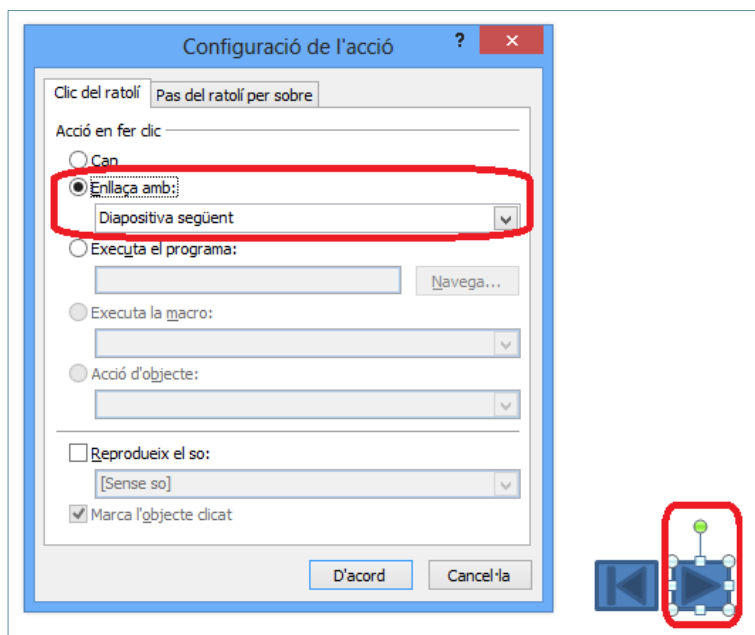 Configuració de l'acció ?
Clic del ratolí Pas del ratolí per sobre
Acció en fer clic
Cap
Enllaça amb:
Diapositiva següent
Executa el programa:
Navega...
Executa la macro:
Acció d'objecte:
Reprodueix el so:
[Sense so]
Marca l'objecte clicat
D'acord Cancel·la